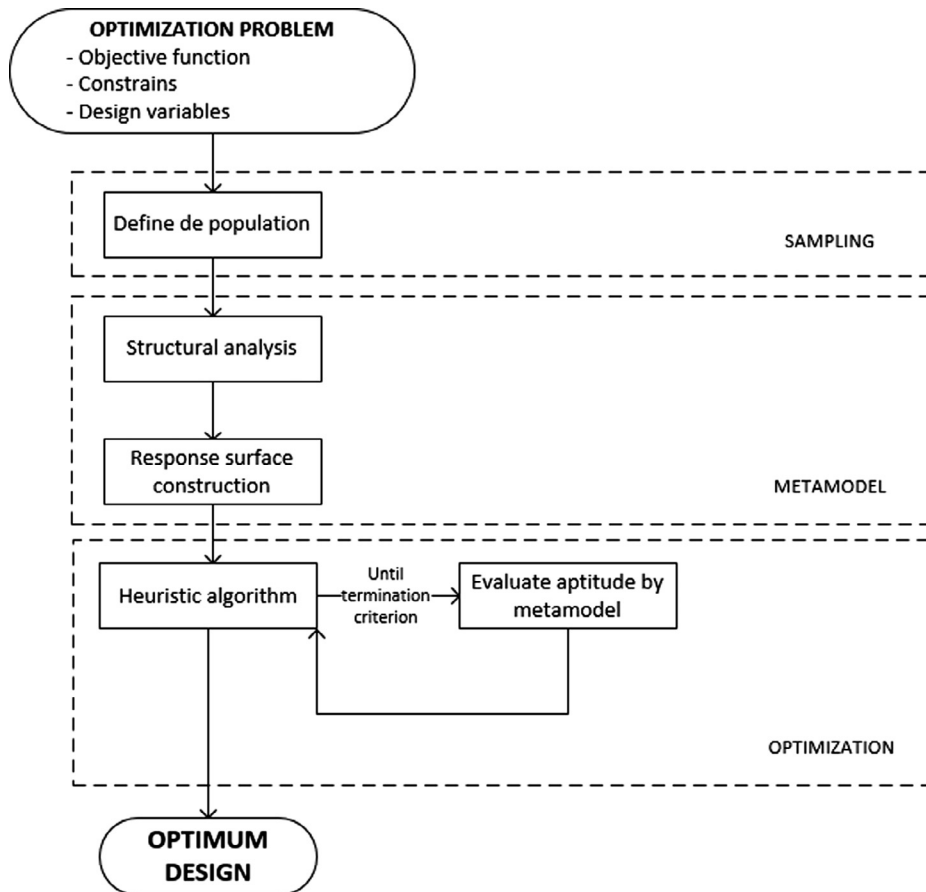 OPTIMIZATION PROBLEM
- Objective function
- Constrains
- Design variables
Define de population
SAMPLING
Structural analysis
Response surface
construction
METAMODEL
Heuristic algorithm
Until
termination
criterion
Evaluate aptitude by
metamodel
OPTIMIZATION
OPTIMUM
DESIGN